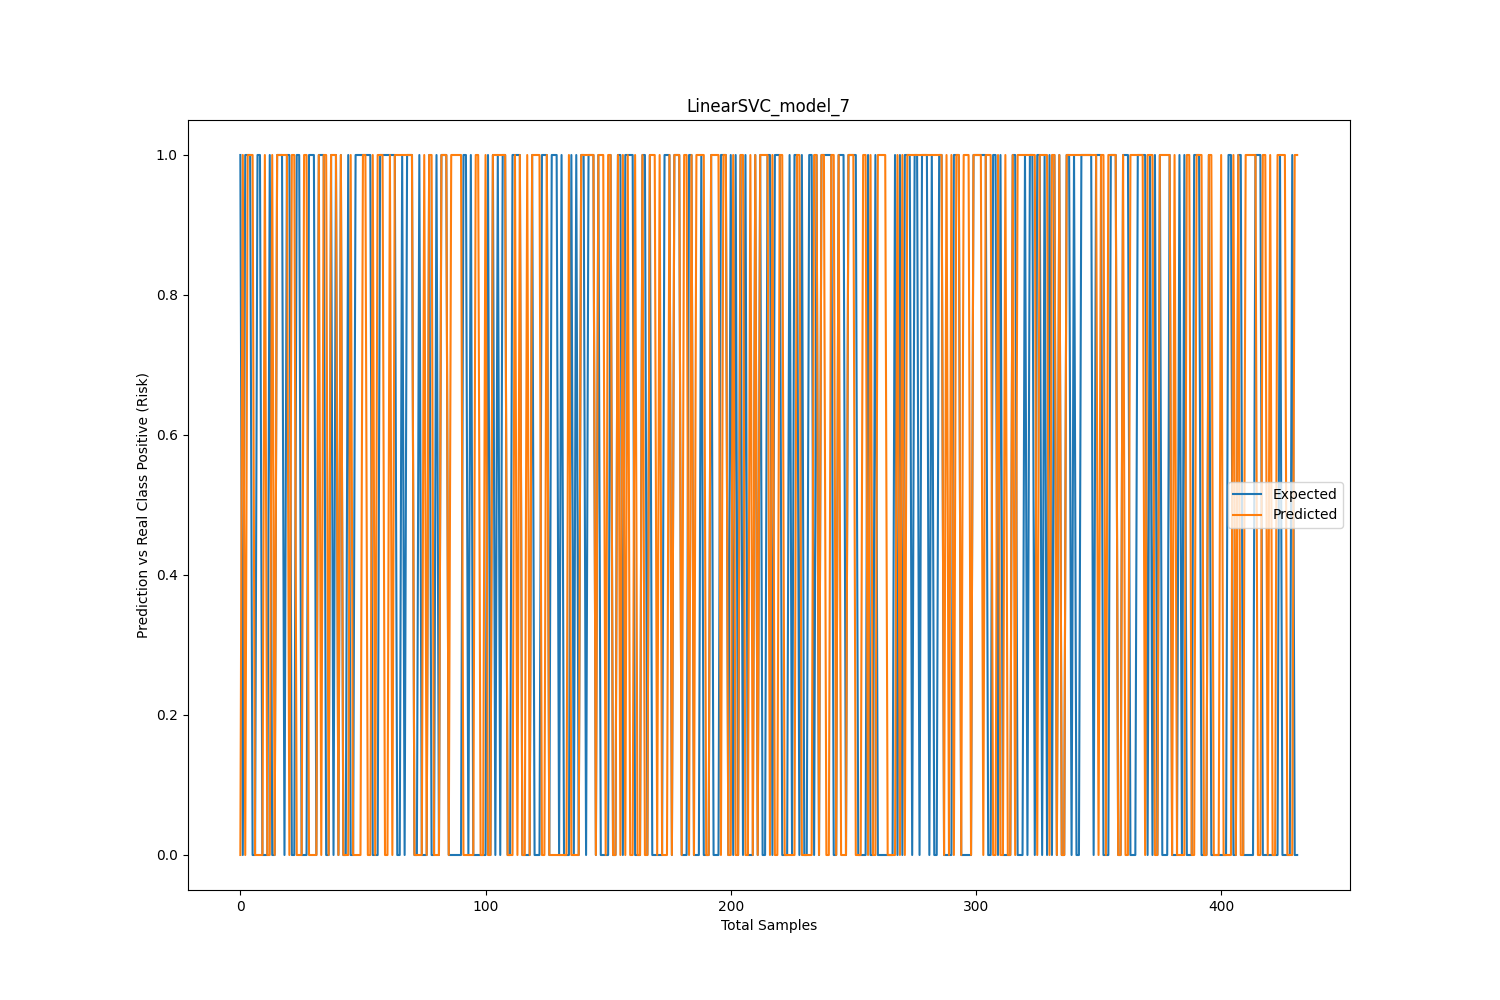 LinearSVC_model_7
1.0
0.8
0.6
0.4
0.2
0.0
Prediction vs Real Class Positive (Risk)
Expected
Predicted
0
100
200
300
400
Total Samples